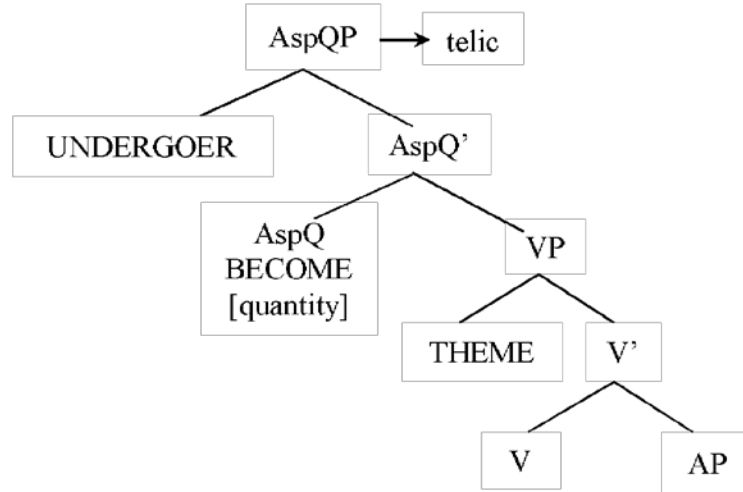 AspQP
telic
UNDERGOER
AspQ’
AspQ
BECOME
[quantity]
VP
THEME
V’
V
AP